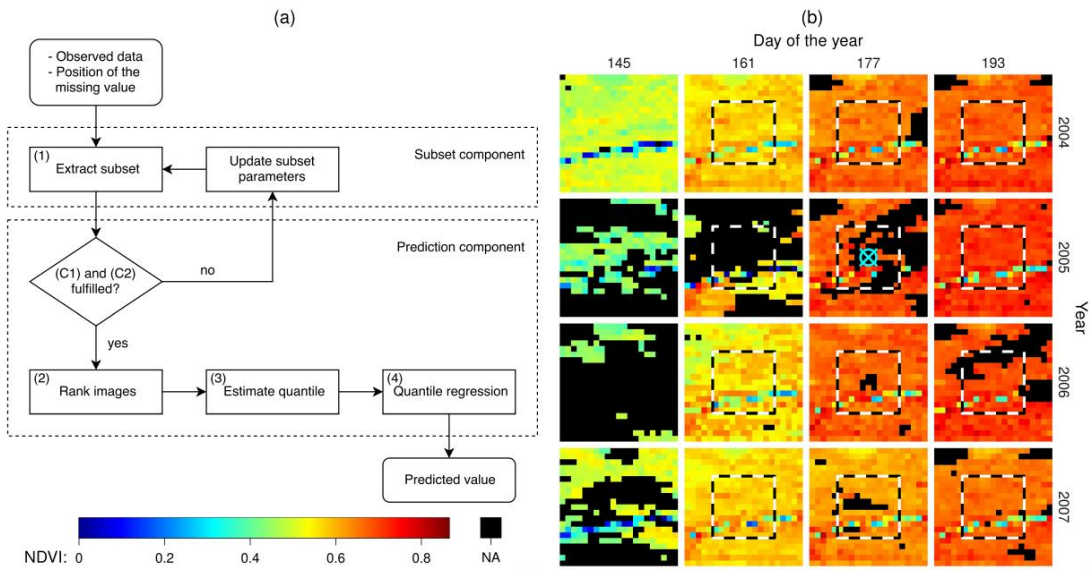 (a)
- Observed data
- Position of the
missing value
(1)
Extract subset
Update subset
parameters
Subset component
Prediction component
(C1) and (C2)
fulfilled?
no
yes
(2)
Rank images
(3)
Estimate quantile
(4)
Quantile regression
Predicted value
NDVI: 0 0.2 0.4 0.6 0.8 NA
(b)
Day of the year
145 161 177 193
2004
2005
2006
2007
Year